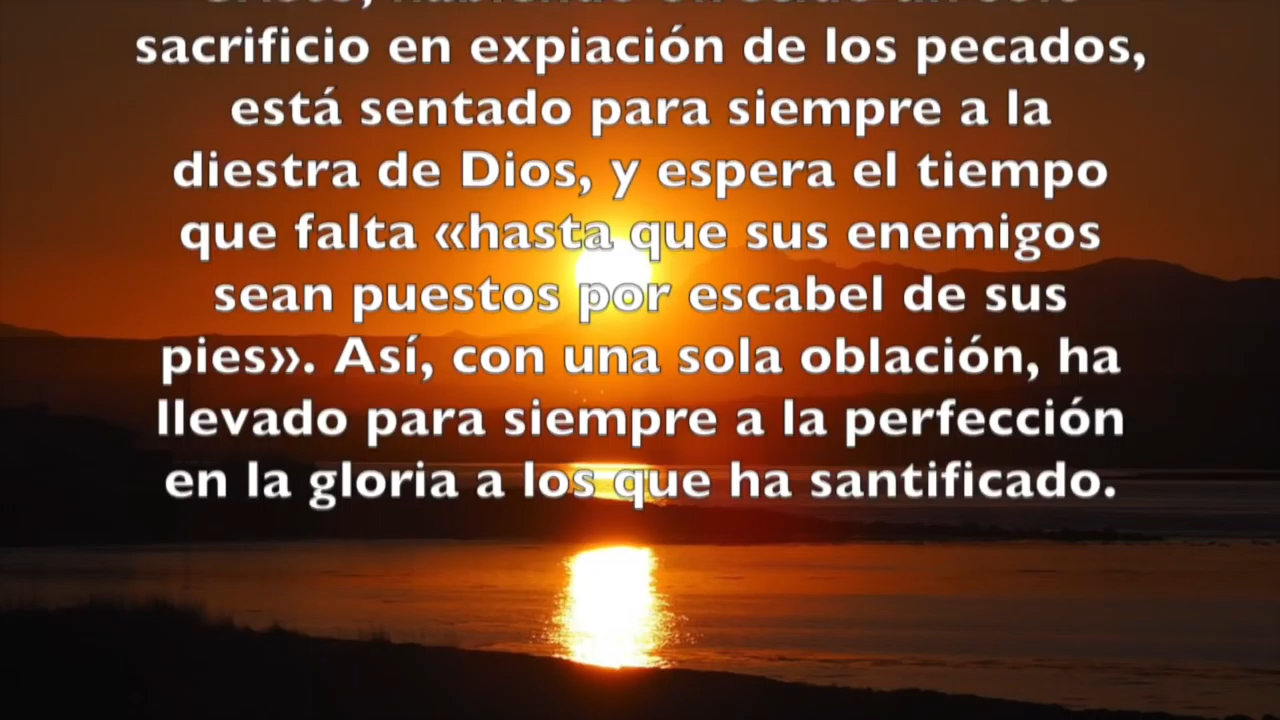 sacrificio en expiación de los pecados,
está sentado para siempre a la
diestra de Dios, y espera el tiempo
que falta «hasta que sus enemigos
sean puestos por escabel de sus
pies». Así, con una sola oblación, ha
llevado para siempre a la perfección
en la gloria a los que ha santificado.